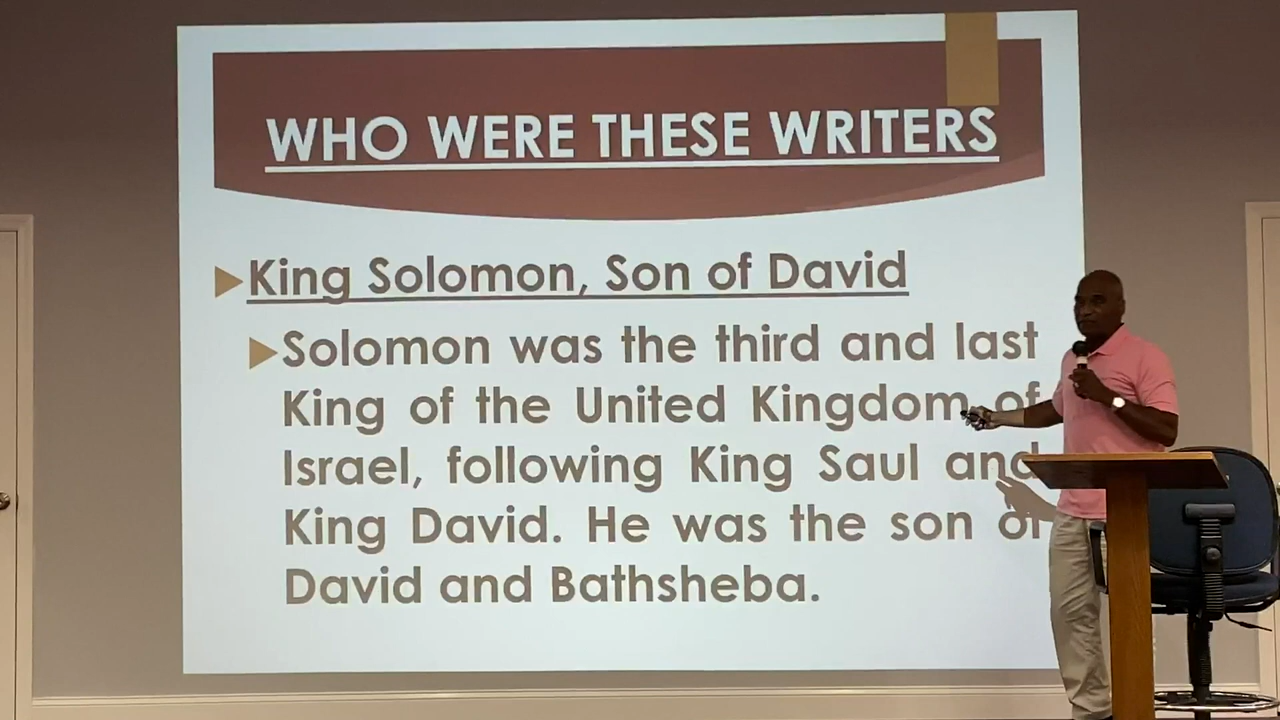 WHO WERE THESE WRITERS
King Solomon, Son of David
Solomon was the third and last
King of the United Kingdom of
Israel, following King Saul and
King David. He was the son of
David and Bathsheba.